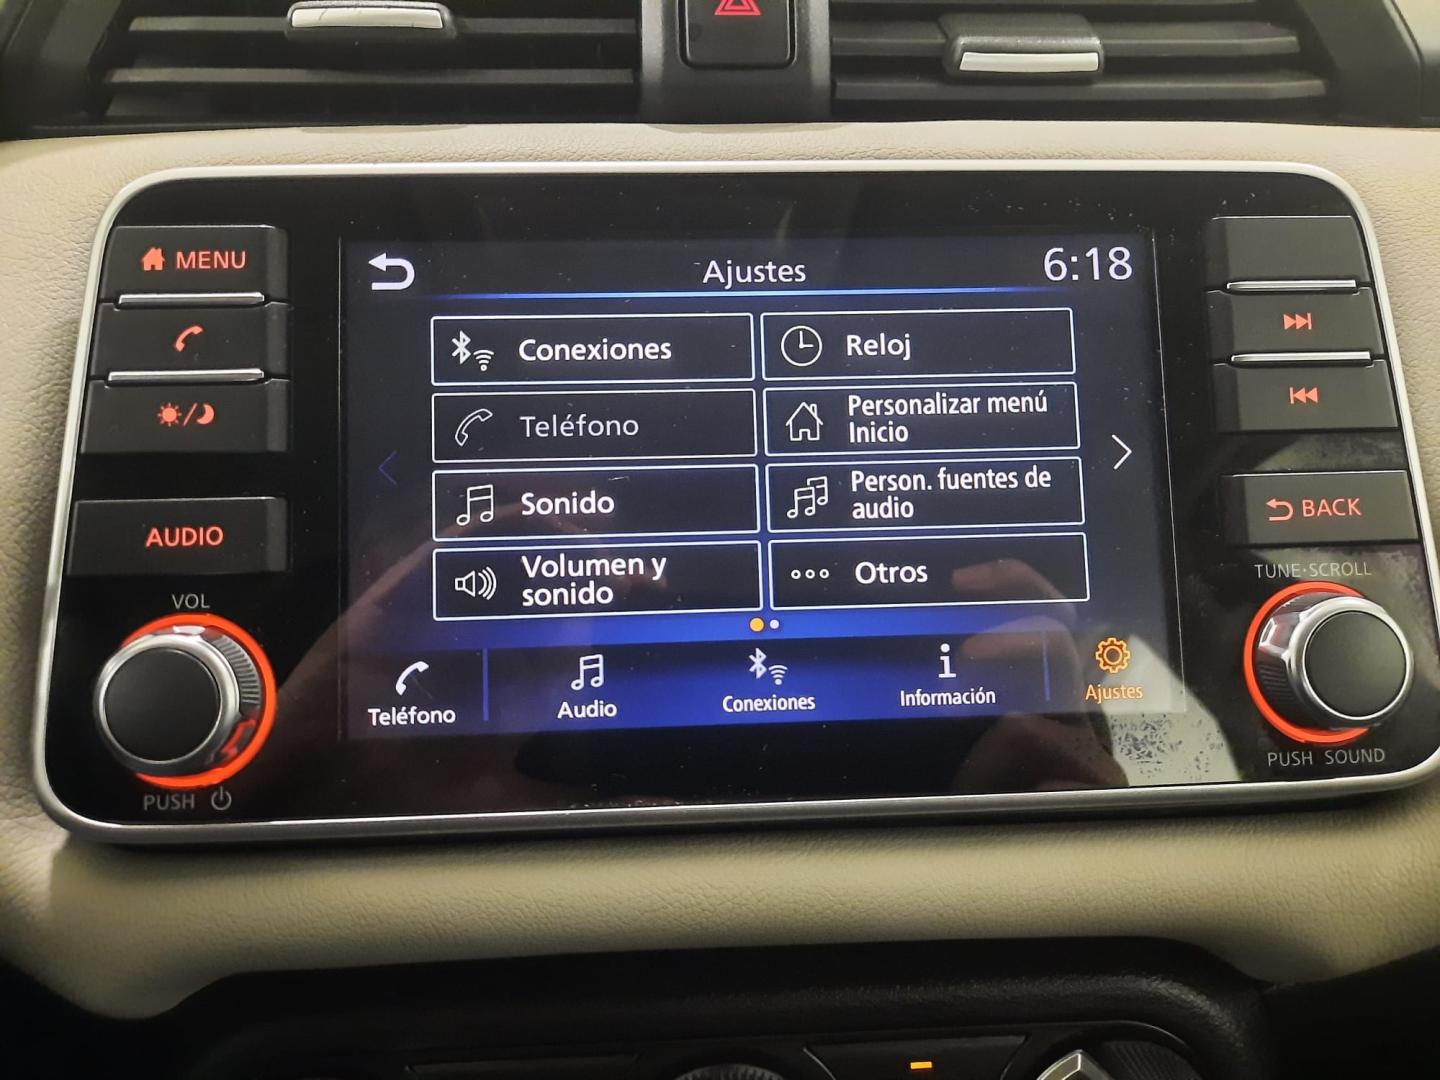 MENU
AUDIO
VOL
PUSH
Ajustes
6:18
Conexiones
Reloj
Teléfono
Personalizar menú
Inicio
Sonido
Person. fuentes de
audio
Volumen y
sonido
Otros
Teléfono
Audio
Conexiones
Información
Ajustes
BACK
TUNE·SCROLL
PUSH SOUND